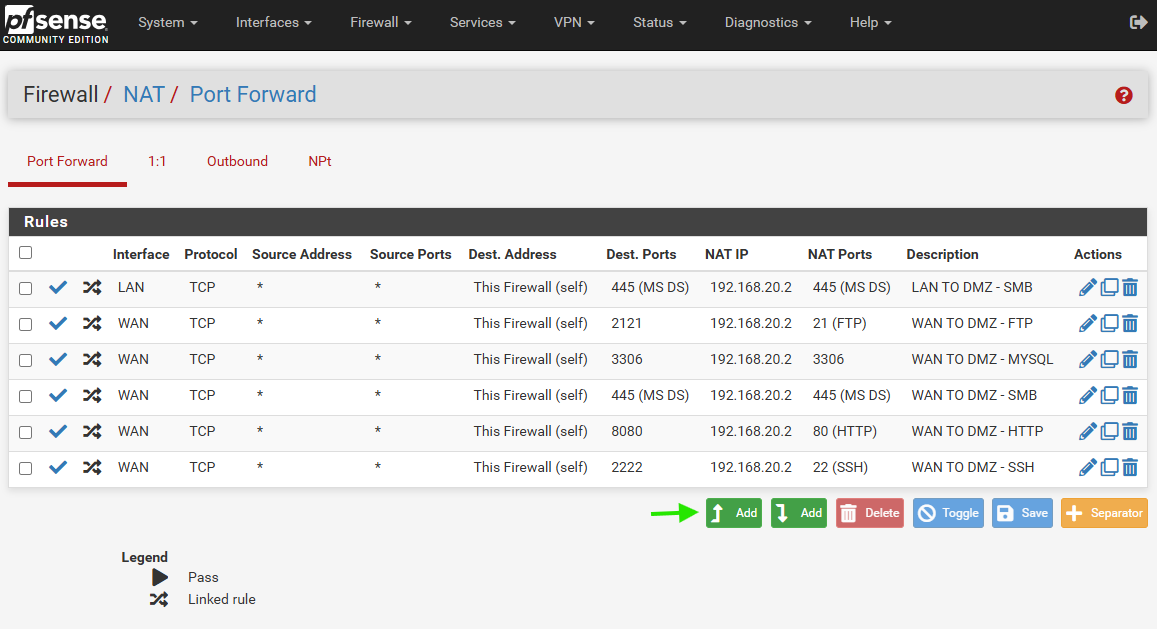 pfsense
COMMUNITY EDITION
System Interfaces Firewall Services VPN Status Diagnostics Help
Firewall / NAT / Port Forward ?
Port Forward 1:1 Outbound NPt
Rules
Interface Protocol Source Address Source Ports Dest. Address Dest. Ports NAT IP NAT Ports Description Actions
LAN TCP * * This Firewall (self) 445 (MS DS) 192.168.20.2 445 (MS DS) LAN TO DMZ - SMB
WAN TCP * * This Firewall (self) 2121 192.168.20.2 21 (FTP) WAN TO DMZ - FTP
WAN TCP * * This Firewall (self) 3306 192.168.20.2 3306 WAN TO DMZ - MYSQL
WAN TCP * * This Firewall (self) 445 (MS DS) 192.168.20.2 445 (MS DS) WAN TO DMZ - SMB
WAN TCP * * This Firewall (self) 8080 192.168.20.2 80 (HTTP) WAN TO DMZ - HTTP
WAN TCP * * This Firewall (self) 2222 192.168.20.2 22 (SSH) WAN TO DMZ - SSH
Add Add Delete Toggle Save Separator
Legend
Pass
Linked rule